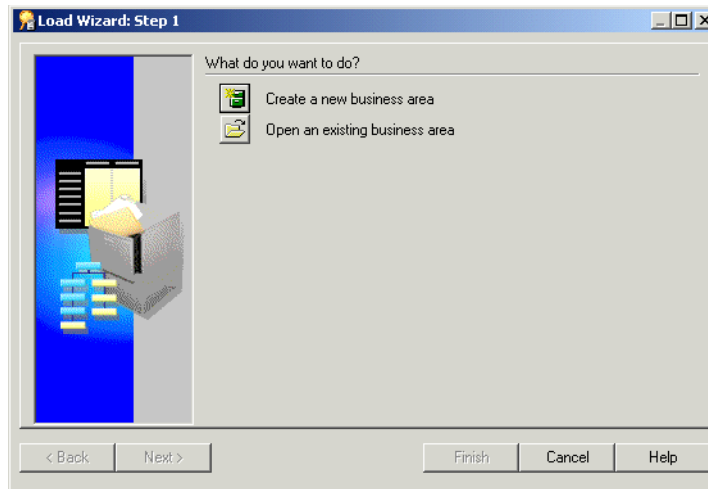 Load Wizard: Step 1
What do you want to do?
Create a new business area
Open an existing business area
< Back Next > Finish Cancel Help